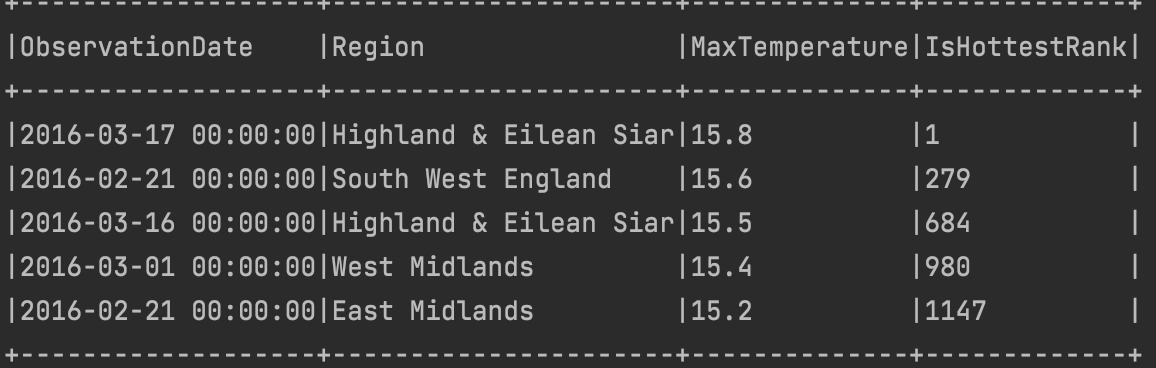 +-------------------+----------------------+--------------+-------------+
|ObservationDate    |Region                |MaxTemperature|IsHottestRank|
+-------------------+----------------------+--------------+-------------+
|2016-03-17 00:00:00|Highland & Eilean Siar|15.8          |1            |
|2016-02-21 00:00:00|South West England    |15.6          |279          |
|2016-03-16 00:00:00|Highland & Eilean Siar|15.5          |684          |
|2016-03-01 00:00:00|West Midlands         |15.4          |980          |
|2016-02-21 00:00:00|East Midlands         |15.2          |1147         |
+-------------------+----------------------+--------------+-------------+